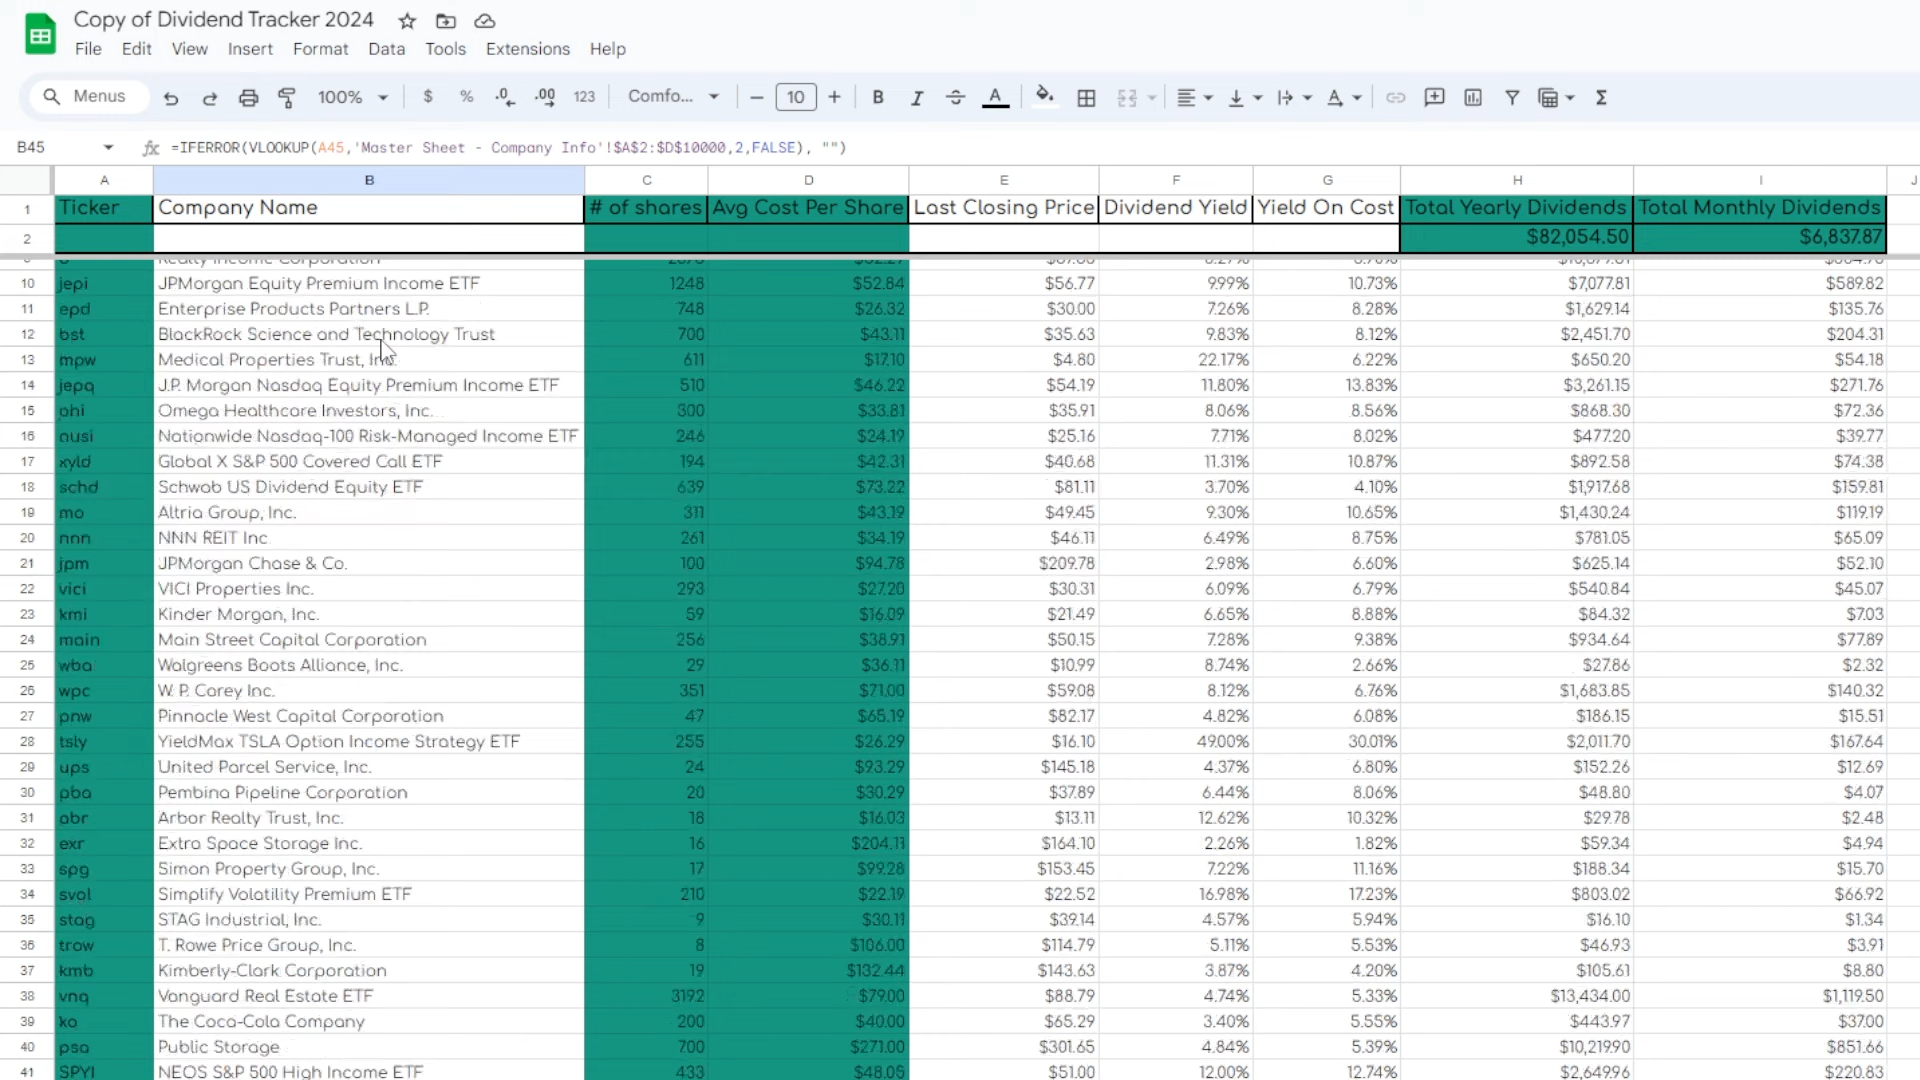 Copy of Dividend Tracker 2024
File Edit View Insert Format Data Tools Extensions Help
Menus 100% $ % .0 .00 123 Comfo... 10 B I A
B45 fx =IFERROR(VLOOKUP(A45,'Master Sheet - Company Info'!$A$2:$D$10000,2,FALSE), "")
A B C D E F G H I J
1 Ticker Company Name # of shares Avg Cost Per Share Last Closing Price Dividend Yield Yield On Cost Total Yearly Dividends Total Monthly Dividends
2 $82,054.50 $6,837.87
Realty Income Corporation
10 jepi JPMorgan Equity Premium Income ETF 1248 $52.84 $56.77 9.99% 10.73% $7,077.81 $589.82
11 epd Enterprise Products Partners L.P. 748 $26.32 $30.00 7.26% 8.28% $1,629.14 $135.76
12 bst BlackRock Science and Technology Trust 700 $43.11 $35.63 9.83% 8.12% $2,451.70 $204.31
13 mpw Medical Properties Trust, Inc. 611 $17.10 $4.80 22.17% 6.22% $650.20 $54.18
14 jepq J.P. Morgan Nasdaq Equity Premium Income ETF 510 $46.22 $54.19 11.80% 13.83% $3,261.15 $271.76
15 ohi Omega Healthcare Investors, Inc. 300 $33.81 $35.91 8.06% 8.56% $868.30 $72.36
16 nusi Nationwide Nasdaq-100 Risk-Managed Income ETF 246 $24.19 $25.16 7.71% 8.02% $477.20 $39.77
17 xyld Global X S&P 500 Covered Call ETF 194 $42.31 $40.68 11.31% 10.87% $892.58 $74.38
18 schd Schwab US Dividend Equity ETF 639 $73.22 $81.11 3.70% 4.10% $1,917.68 $159.81
19 mo Altria Group, Inc. 311 $43.19 $49.45 9.30% 10.65% $1,430.24 $119.19
20 nnn NNN REIT Inc 261 $34.19 $46.11 6.49% 8.75% $781.05 $65.09
21 jpm JPMorgan Chase & Co. 100 $94.78 $209.78 2.98% 6.60% $625.14 $52.10
22 vici VICI Properties Inc. 293 $27.20 $30.31 6.09% 6.79% $540.84 $45.07
23 kmi Kinder Morgan, Inc. 59 $16.09 $21.49 6.65% 8.88% $84.32 $7.03
24 main Main Street Capital Corporation 256 $38.91 $50.15 7.28% 9.38% $934.64 $77.89
25 wba Walgreens Boots Alliance, Inc. 29 $36.11 $10.99 8.74% 2.66% $27.86 $2.32
26 wpc W. P. Carey Inc. 351 $71.00 $59.08 8.12% 6.76% $1,683.85 $140.32
27 pnw Pinnacle West Capital Corporation 47 $65.19 $82.17 4.82% 6.08% $186.15 $15.51
28 tsly YieldMax TSLA Option Income Strategy ETF 255 $26.29 $16.10 49.00% 30.01% $2,011.70 $167.64
29 ups United Parcel Service, Inc. 24 $93.29 $145.18 4.37% 6.80% $152.26 $12.69
30 pba Pembina Pipeline Corporation 20 $30.29 $37.89 6.44% 8.06% $48.80 $4.07
31 abr Arbor Realty Trust, Inc. 18 $16.03 $13.11 12.62% 10.32% $29.78 $2.48
32 exr Extra Space Storage Inc. 16 $204.11 $164.10 2.26% 1.82% $59.34 $4.94
33 spg Simon Property Group, Inc. 17 $99.28 $153.45 7.22% 11.16% $188.34 $15.70
34 svol Simplify Volatility Premium ETF 210 $22.19 $22.52 16.98% 17.23% $803.02 $66.92
35 stag STAG Industrial, Inc. 9 $30.11 $39.14 4.57% 5.94% $16.10 $1.34
36 trow T. Rowe Price Group, Inc. 8 $106.00 $114.79 5.11% 5.53% $46.93 $3.91
37 kmb Kimberly-Clark Corporation 19 $132.44 $143.63 3.87% 4.20% $105.61 $8.80
38 vnq Vanguard Real Estate ETF 3192 $79.00 $88.79 4.74% 5.33% $13,434.00 $1,119.50
39 ko The Coca-Cola Company 200 $40.00 $65.29 3.40% 5.55% $443.97 $37.00
40 psa Public Storage 700 $271.00 $301.65 4.84% 5.39% $10,219.90 $851.66
41 SPYI NEOS S&P 500 High Income ETF 433 $48.05 $51.00 12.00% 12.74% $2,649.96 $220.83